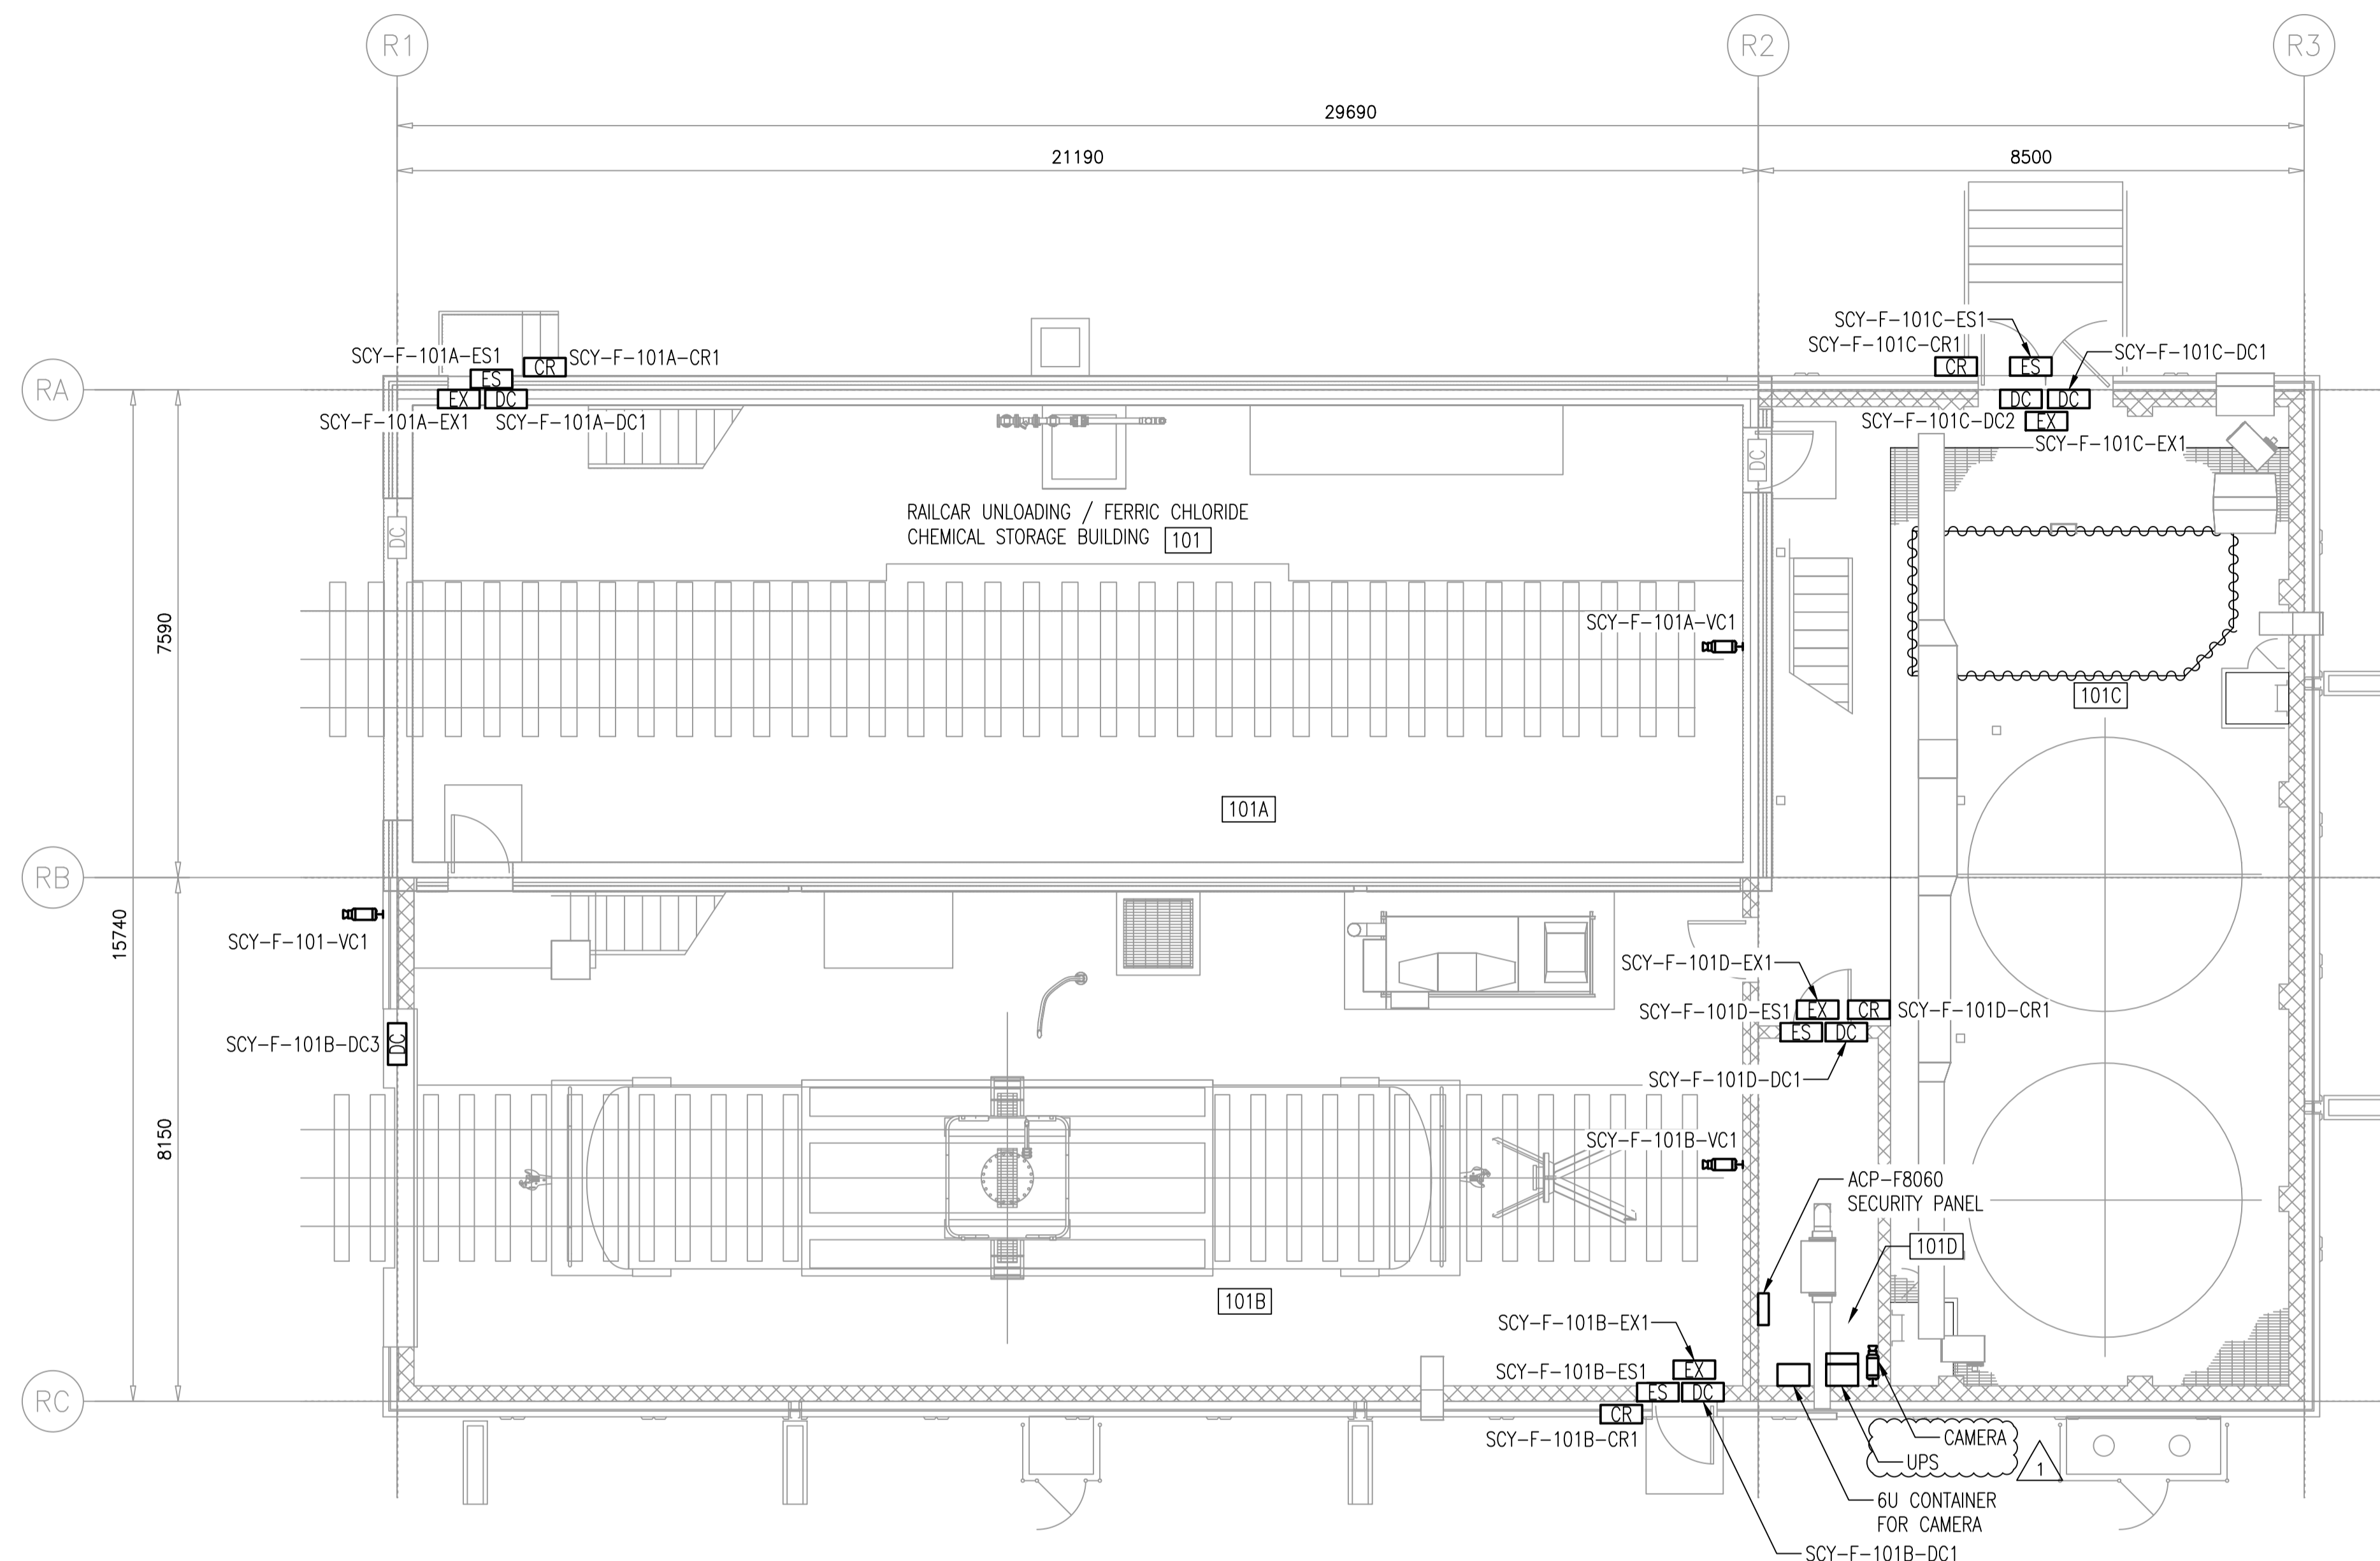 R1
R2
R3
29690
21190
8500
SCY-F-101C-ES1
SCY-F-101C-CR1
SCY-F-101A-ES1
SCY-F-101A-CR1
SCY-F-101C-DC1
CR
ES
CR
ES
RA
EX
DC
DC
DC
SCY-F-101A-EX1
SCY-F-101A-DC1
SCY-F-101C-DC2
EX
SCY-F-101C-EX1
DC
RAILCAR UNLOADING / FERRIC CHLORIDE
CHEMICAL STORAGE BUILDING
101
DC
7590
SCY-F-101A-VC1
101C
101A
RB
15740
SCY-F-101-VC1
SCY-F-101D-EX1
SCY-F-101D-ES1
EX
CR
SCY-F-101D-CR1
ES
DC
SCY-F-101B-DC3
DC
SCY-F-101D-DC1
8150
SCY-F-101B-VC1
ACP-F8060
SECURITY PANEL
101D
101B
SCY-F-101B-EX1
SCY-F-101B-ES1
EX
ES
DC
RC
CR
SCY-F-101B-CR1
CAMERA
UPS
1
6U CONTAINER
FOR CAMERA
SCY-F-101B-DC1